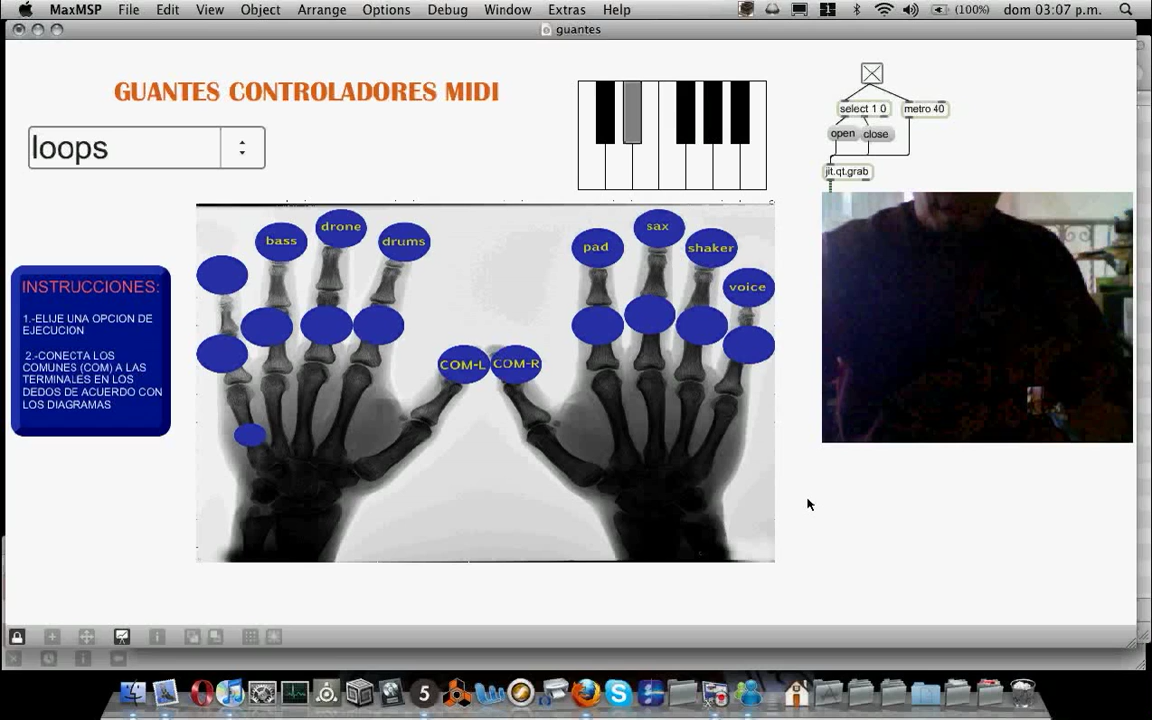 MaxMSP File Edit View Object Arrange Options Help Debug Window Extras Help (100%) dom 03:07 p.m.
guantes
GUANTES CONTROLADORES MIDI
loops
select 1 0
metro 40
open
close
jit.qt.grab
bass
drone
drums
pad
sax
shaker
voice
COM-L
COM-R
INSTRUCCIONES:
1.-ELIJE UNA OPCION DE
EJECUCION
2.-CONECTA LOS
COMUNES (COM) A LAS
TERMINALES EN LOS
DEDOS DE ACUERDO CON
LOS DIAGRAMAS
5